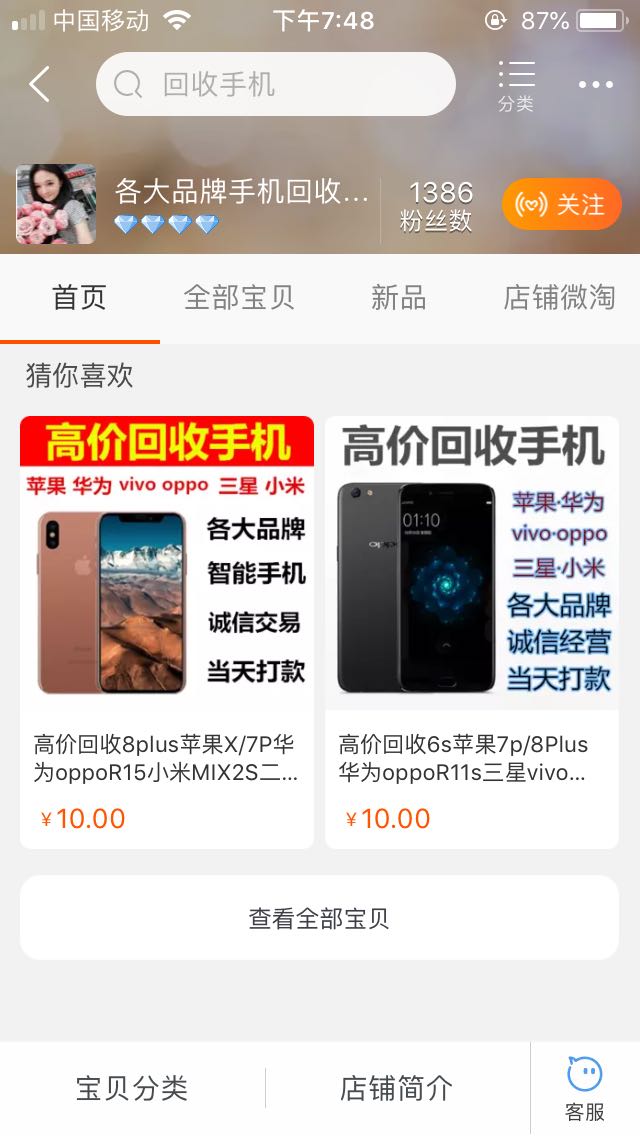 中国移动 下午7:48 87%
回收手机
分类
各大品牌手机回收...
1386
粉丝数
关注
首页 全部宝贝 新品 店铺微淘
猜你喜欢
高价回收手机
苹果 华为 vivo oppo 三星 小米
各大品牌
智能手机
诚信交易
当天打款
高价回收8plus苹果X/7P华
为oppoR15小米MIX2S二...
¥10.00
高价回收手机
01:10
oppo
苹果·华为
vivo·oppo
三星·小米
各大品牌
诚信经营
当天打款
高价回收6s苹果7p/8Plus
华为oppoR11s三星vivo...
¥10.00
查看全部宝贝
宝贝分类 店铺简介 客服